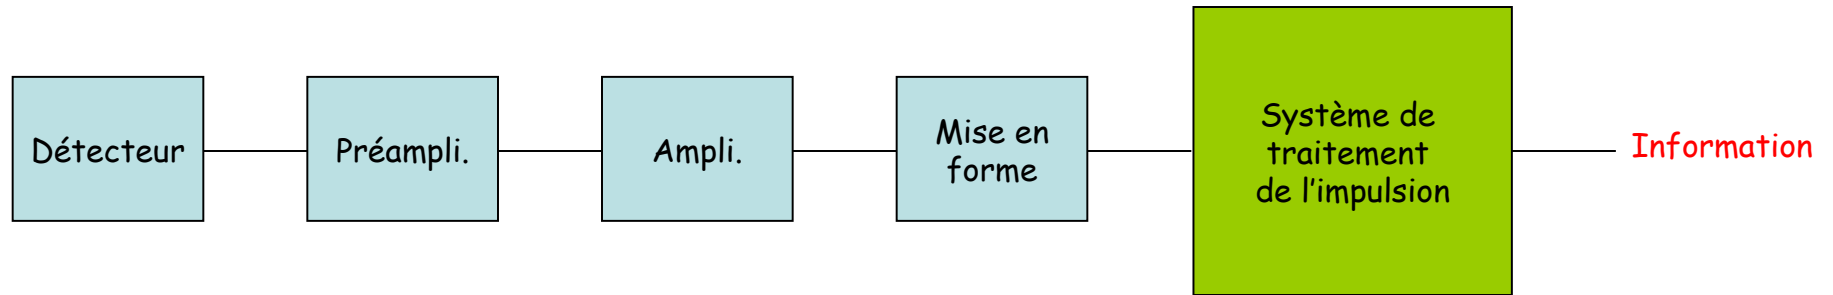 Détecteur
Préampli.
Ampli.
Mise en
forme
Système de
traitement
de l'impulsion
Information